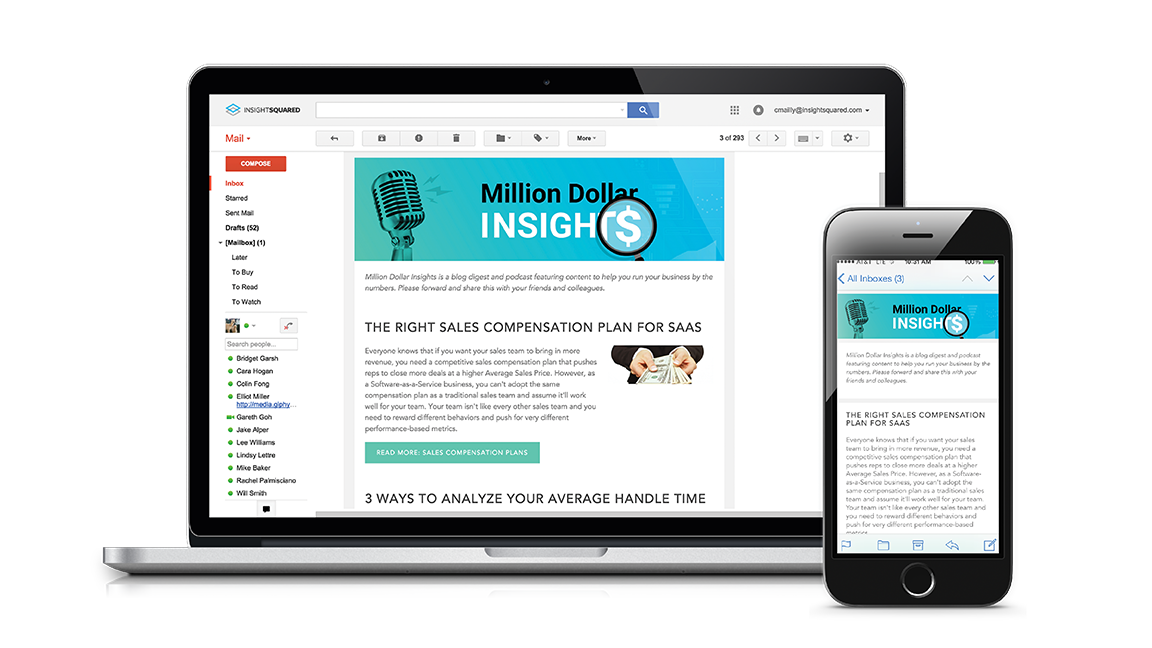 INSIGHTSQUARED
cmailly@insightsquared.com
Mail
More
3 of 293
COMPOSE
Inbox
Starred
Sent Mail
Drafts (52)
[Mailbox] (1)
Later
To Buy
To Read
To Watch
Search people...
Bridget Garsh
Cara Hogan
Colin Fong
Elliot Miller
http://media.giphy...
Gareth Goh
Jake Alper
Lee Williams
Lindsy Lettre
Mike Baker
Rachel Palmisciano
Will Smith
Million Dollar
INSIGHT$
Million Dollar Insights is a blog digest and podcast featuring content to help you run your business by the
numbers. Please forward and share this with your friends and colleagues.
THE RIGHT SALES COMPENSATION PLAN FOR SAAS
Everyone knows that if you want your sales team to bring in more
revenue, you need a competitive sales compensation plan that pushes
reps to close more deals at a higher Average Sales Price. However, as
a Software-as-a-Service business, you can't adopt the same
compensation plan as a traditional sales team and assume it'll work
well for your team. Your team isn't like every other sales team and you
need to reward different behaviors and push for very different
performance-based metrics.
READ MORE: SALES COMPENSATION PLANS
3 WAYS TO ANALYZE YOUR AVERAGE HANDLE TIME
AT&T LTE 10:31 AM 100%
All Inboxes (3)
Million Dollar
INSIGHT$
Million Dollar Insights is a blog digest and podcast
featuring content to help you run your business by the
numbers. Please forward and share this with your
friends and colleagues.
THE RIGHT SALES COMPENSATION
PLAN FOR SAAS
Everyone knows that if you want your sales
team to bring in more revenue, you need a
competitive sales compensation plan that
pushes reps to close more deals at a higher
Average Sales Price. However, as a Software-
as-a-Service business, you can't adopt the
same compensation plan as a traditional sales
team and assume it'll work well for your team.
Your team isn't like every other sales team and
you need to reward different behaviors and
push for very different performance-based
metrics.